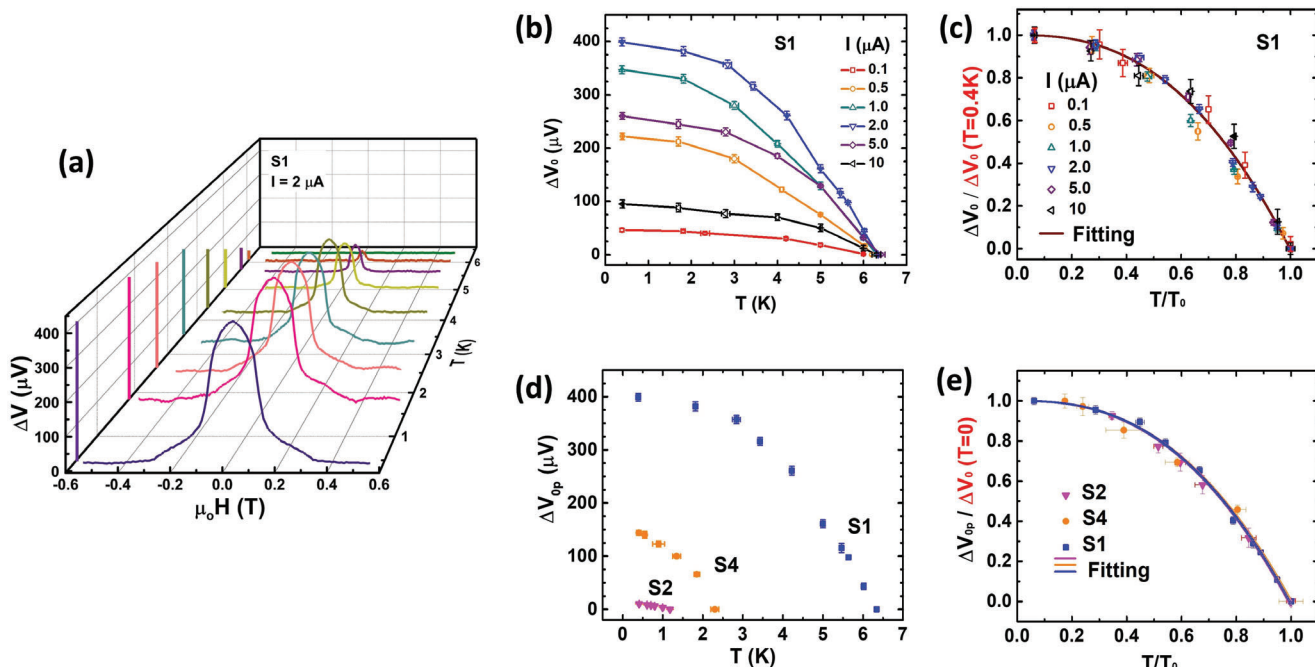 (a)
S1
I = 2 μA
ΔV (μV)
400
300
200
100
0
-0.6 -0.4 -0.2 0.0 0.2 0.4 0.6
μ₀H (T)
1
2
3
4
5
6
T (K)
(b)
S1
I (μA)
0.1
0.5
1.0
2.0
5.0
10
ΔV₀ (μV)
400
300
200
100
0
0 1 2 3 4 5 6 7
T (K)
(c)
S1
I (μA)
0.1
0.5
1.0
2.0
5.0
10
Fitting
ΔV₀ / ΔV₀ (T=0.4K)
1.0
0.8
0.6
0.4
0.2
0.0
0.0 0.2 0.4 0.6 0.8 1.0
T/T₀
(d)
ΔV₀ₚ (μV)
400
300
200
100
0
S1
S4
S2
0 1 2 3 4 5 6 7
T (K)
(e)
S2
S4
S1
Fitting
ΔV₀ₚ / ΔV₀ (T=0)
1.0
0.8
0.6
0.4
0.2
0.0
0.0 0.2 0.4 0.6 0.8 1.0
T/T₀